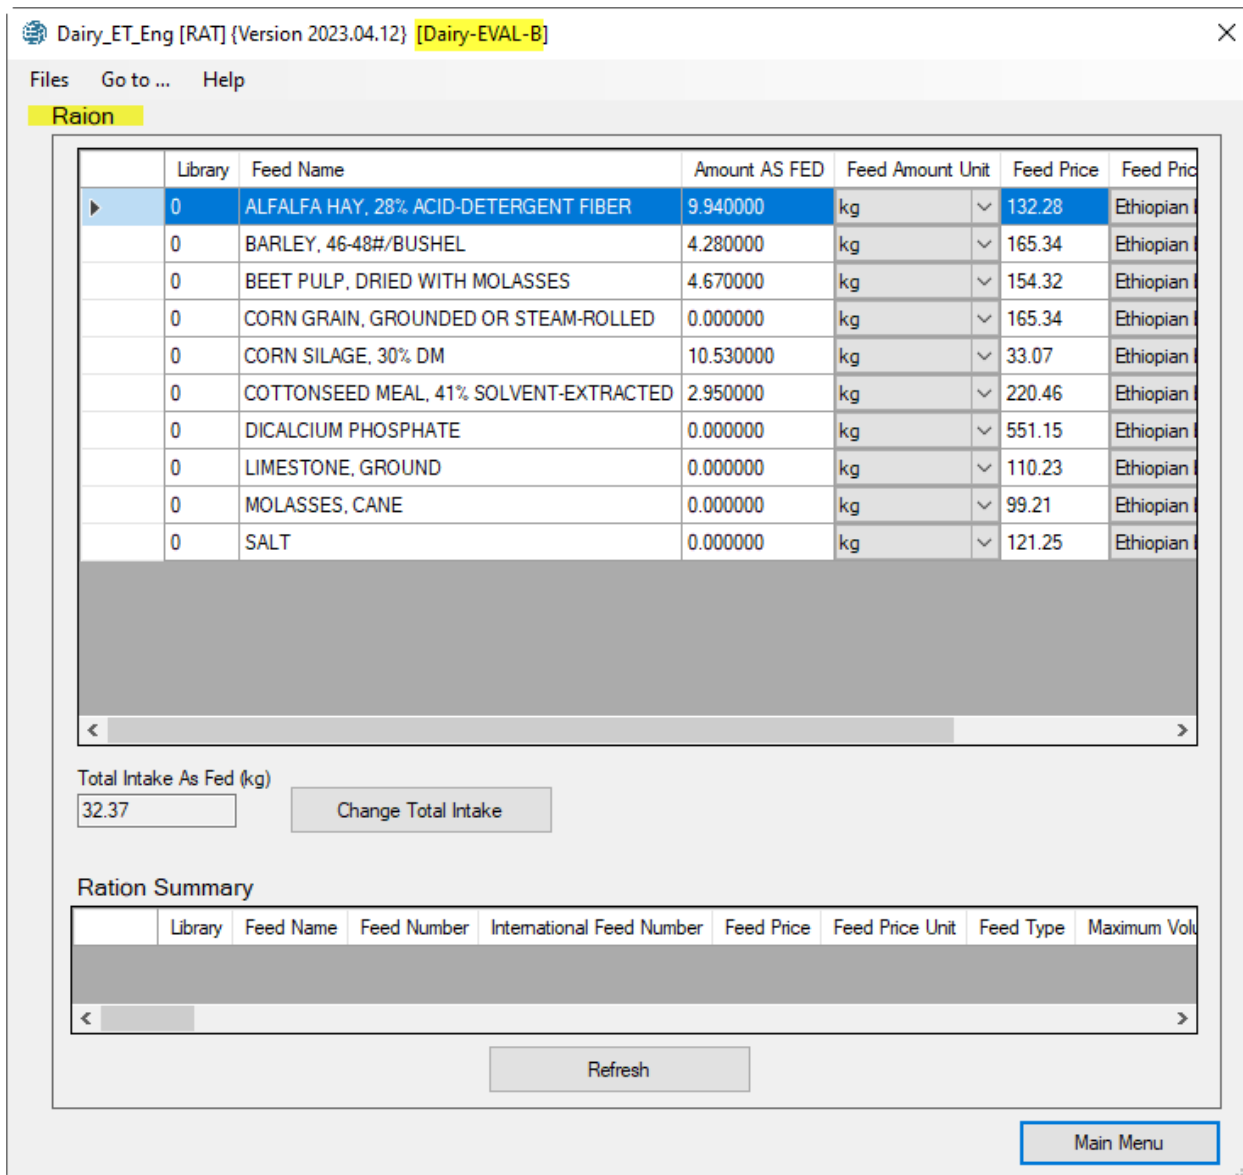 Dairy_ET_Eng [RAT] {Version 2023.04.12} [Dairy-EVAL-B]
Files Go to ... Help
Raion
Library Feed Name Amount AS FED Feed Amount Unit Feed Price Feed Pric
0 ALFALFA HAY, 28% ACID-DETERGENT FIBER 9.940000 kg 132.28 Ethiopian
0 BARLEY, 46-48#/BUSHEL 4.280000 kg 165.34 Ethiopian
0 BEET PULP, DRIED WITH MOLASSES 4.670000 kg 154.32 Ethiopian
0 CORN GRAIN, GROUNDED OR STEAM-ROLLED 0.000000 kg 165.34 Ethiopian
0 CORN SILAGE, 30% DM 10.530000 kg 33.07 Ethiopian
0 COTTONSEED MEAL, 41% SOLVENT-EXTRACTED 2.950000 kg 220.46 Ethiopian
0 DICALCIUM PHOSPHATE 0.000000 kg 551.15 Ethiopian
0 LIMESTONE, GROUND 0.000000 kg 110.23 Ethiopian
0 MOLASSES, CANE 0.000000 kg 99.21 Ethiopian
0 SALT 0.000000 kg 121.25 Ethiopian
Total Intake As Fed (kg)
32.37 Change Total Intake
Ration Summary
Library Feed Name Feed Number International Feed Number Feed Price Feed Price Unit Feed Type Maximum Volu
Refresh
Main Menu